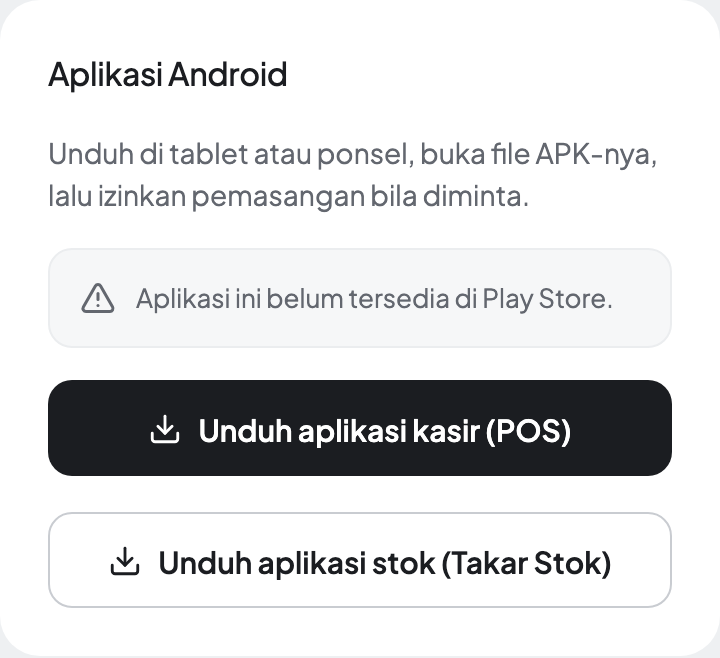 Aplikasi Android
Unduh di tablet atau ponsel, buka file APK-nya,
lalu izinkan pemasangan bila diminta.
Aplikasi ini belum tersedia di Play Store.
Unduh aplikasi kasir (POS)
Unduh aplikasi stok (Takar Stok)